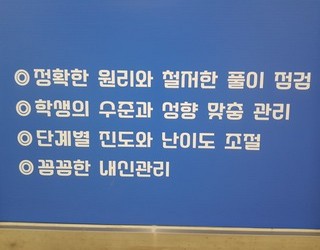 ◎정확한 원리와 철저한 풀이 점검
◎학생의 수준과 성향 맞춤 관리
◎단계별 진도와 난이도 조절
◎꼼꼼한 내신관리